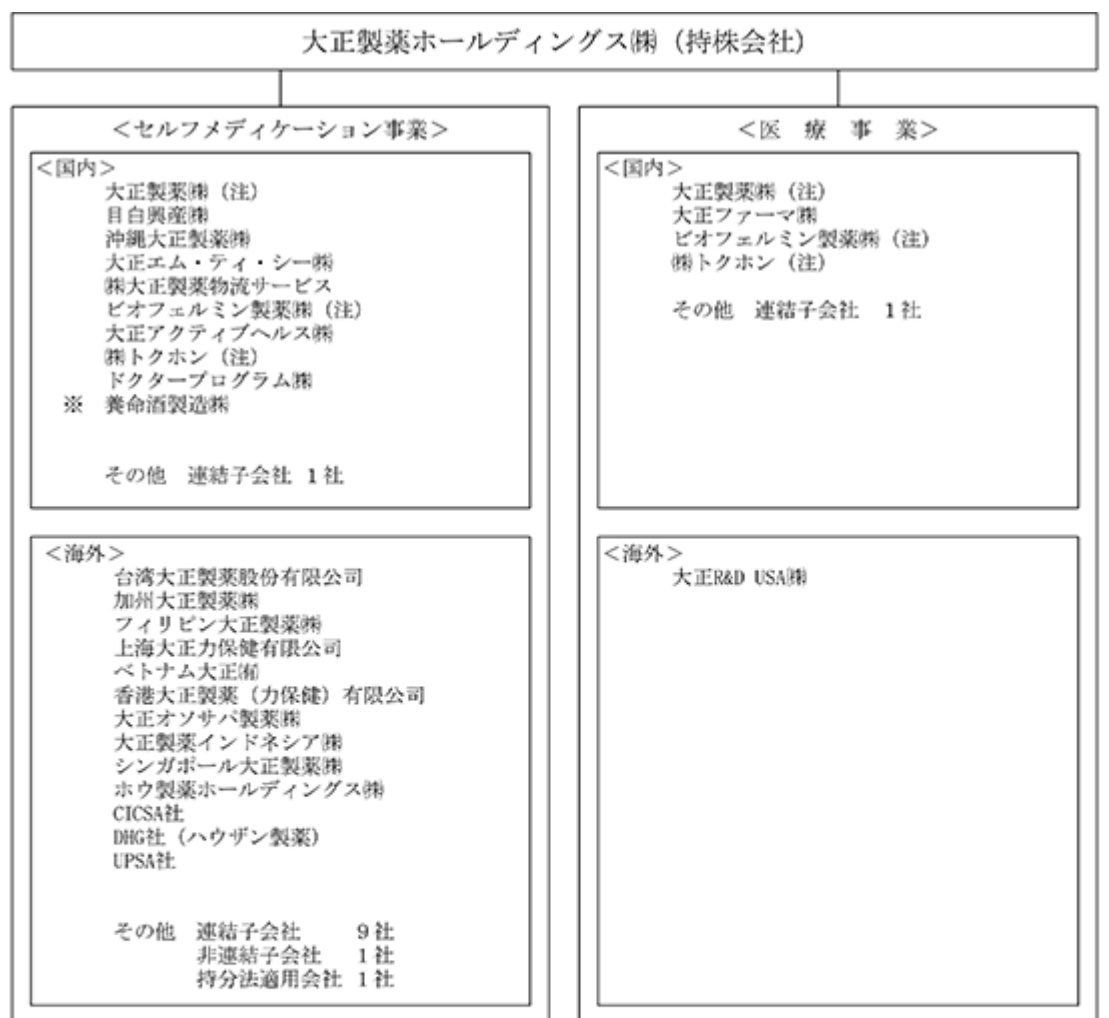 大正製薬ホールディングス㈱（持株会社）
＜セルフメディケーション事業＞
＜国内＞
大正製薬㈱（注）
目白興産㈱
沖縄大正製薬㈱
大正エム・ティ・シー㈱
㈱大正製薬物流サービス
ビオフェルミン製薬㈱（注）
大正アクティブヘルス㈱
㈱トクホン（注）
ドクタープログラム㈱
※　養命酒製造㈱
その他　連結子会社　1社
＜海外＞
台湾大正製薬股份有限公司
加州大正製薬㈱
フィリピン大正製薬㈱
上海大正力保健有限公司
ベトナム大正㈲
香港大正製薬（力保健）有限公司
大正オソサパ製薬㈱
大正製薬インドネシア㈱
シンガポール大正製薬㈱
ホウ製薬ホールディングス㈱
CICSA社
DHG社（ハウザン製薬）
UPSA社
その他　連結子会社　9社
非連結子会社　1社
持分法適用会社　1社
＜医　療　事　業＞
＜国内＞
大正製薬㈱（注）
大正ファーマ㈱
ビオフェルミン製薬㈱（注）
㈱トクホン（注）
その他　連結子会社　1社
＜海外＞
大正R&D USA㈱